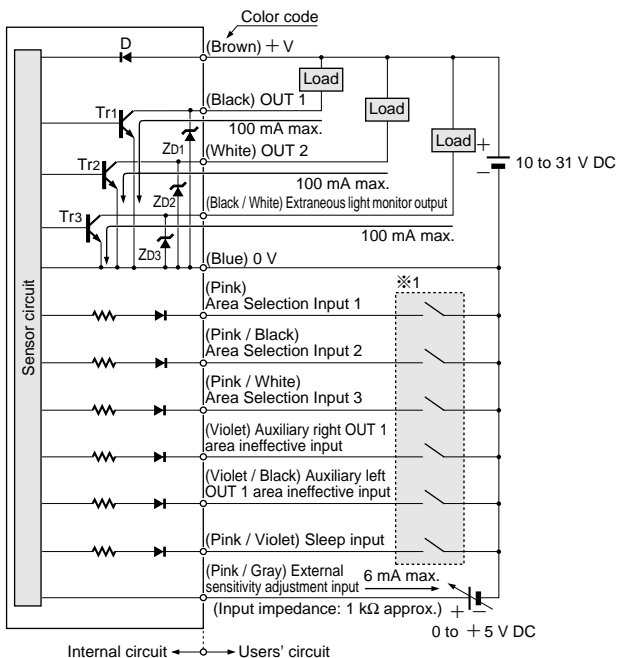 Color code
D
(Brown) ＋V
Load
(Black) OUT 1
Load
Tr1
100 mA max.
Load
ZD1
(White) OUT 2
＋
－
10 to 31 V DC
Tr2
100 mA max.
ZD2
(Black / White) Extraneous light monitor output
Tr3
100 mA max.
ZD3
(Blue) 0 V
Sensor circuit
※1
(Pink)
Area Selection Input 1
(Pink / Black)
Area Selection Input 2
(Pink / White)
Area Selection Input 3
(Violet) Auxiliary right OUT 1
area ineffective input
(Violet / Black) Auxiliary left
OUT 1 area ineffective input
(Pink / Violet) Sleep input
(Pink / Gray) External
sensitivity adjustment input
6 mA max.
(Input impedance: 1 kΩ approx.)
＋ －
0 to ＋5 V DC
Internal circuit
Users' circuit